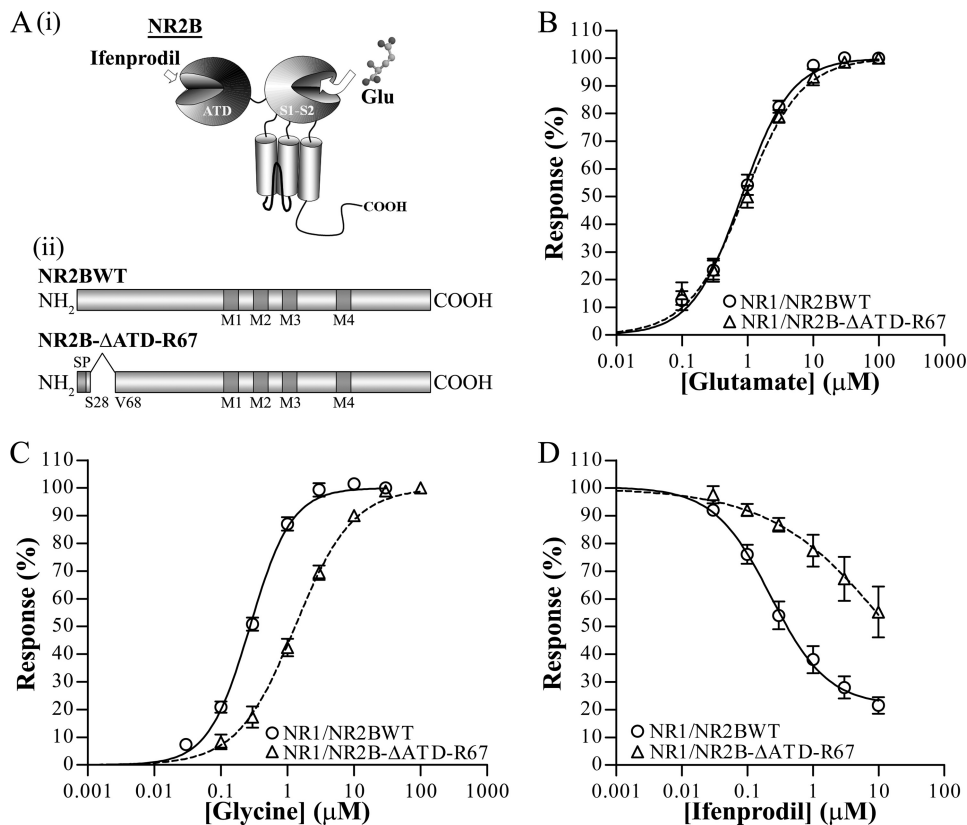 A (i)
NR2B
Ifenprodil
ATD
S1-S2
Glu
COOH
(ii)
NR2BWT
NH2
COOH
M1 M2 M3 M4
NR2B-ΔATD-R67
SP
NH2
COOH
S28 V68 M1 M2 M3 M4
B
Response (%)
110
100
90
80
70
60
50
40
30
20
10
0
NR1/NR2BWT
NR1/NR2B-ΔATD-R67
0.01 0.1 1 10 100 1000
[Glutamate] (μM)
C
Response (%)
110
100
90
80
70
60
50
40
30
20
10
0
NR1/NR2BWT
NR1/NR2B-ΔATD-R67
0.001 0.01 0.1 1 10 100 1000
[Glycine] (μM)
D
Response (%)
110
100
90
80
70
60
50
40
30
20
10
0
NR1/NR2BWT
NR1/NR2B-ΔATD-R67
0.001 0.01 0.1 1 10 100
[Ifenprodil] (μM)